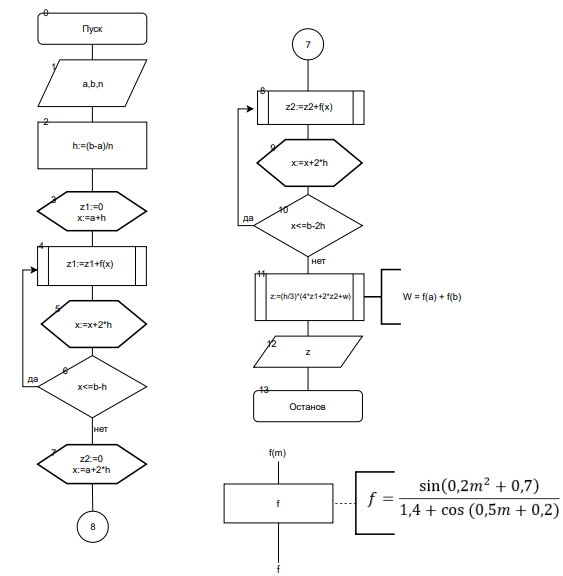 0
Пуск
1
a,b,n
2
h:=(b-a)/n
3
z1:=0
x:=a+h
4
z1:=z1+f(x)
5
x:=x+2*h
6
да
x<=b-h
нет
7
z2:=0
x:=a+2*h
8
7
8
z2:=z2+f(x)
9
x:=x+2*h
10
да
x<=b-2h
нет
11
z:=(h/3)*(4*z1+2*z2+w)
W = f(a) + f(b)
12
z
13
Останов
f(m)
f
f = sin(0,2m² + 0,7)
1,4 + cos (0,5m + 0,2)
f